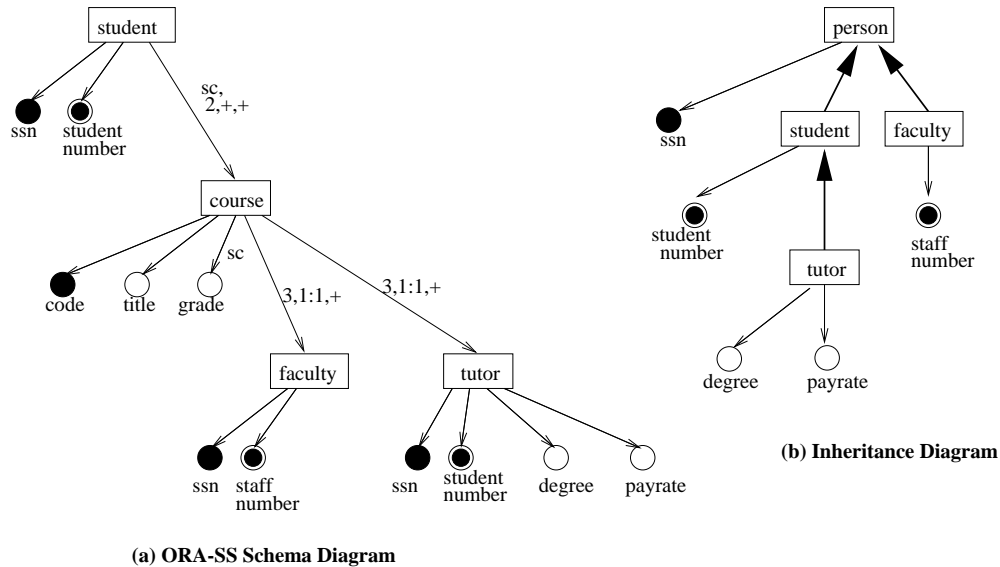 student
sc,
2,+,+
ssn
student
number
course
sc
code
title
grade
3,1:1,+
3,1:1,+
faculty
tutor
ssn
staff
number
ssn
student
number
degree
payrate
(a) ORA-SS Schema Diagram
person
ssn
student
faculty
student
number
staff
number
tutor
degree
payrate
(b) Inheritance Diagram